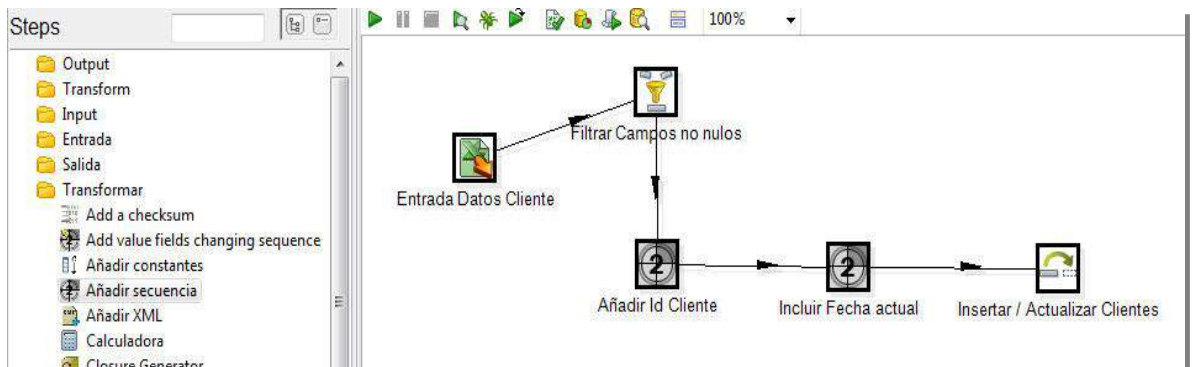 Steps
100%
Output
Transform
Input
Entrada
Salida
Transformar
Add a checksum
Add value fields changing sequence
Añadir constantes
Añadir secuencia
Añadir XML
Calculadora
Closure Generator
Filtrar Campos no nulos
Entrada Datos Cliente
2
2
Añadir Id Cliente
Incluir Fecha actual
Insertar / Actualizar Clientes